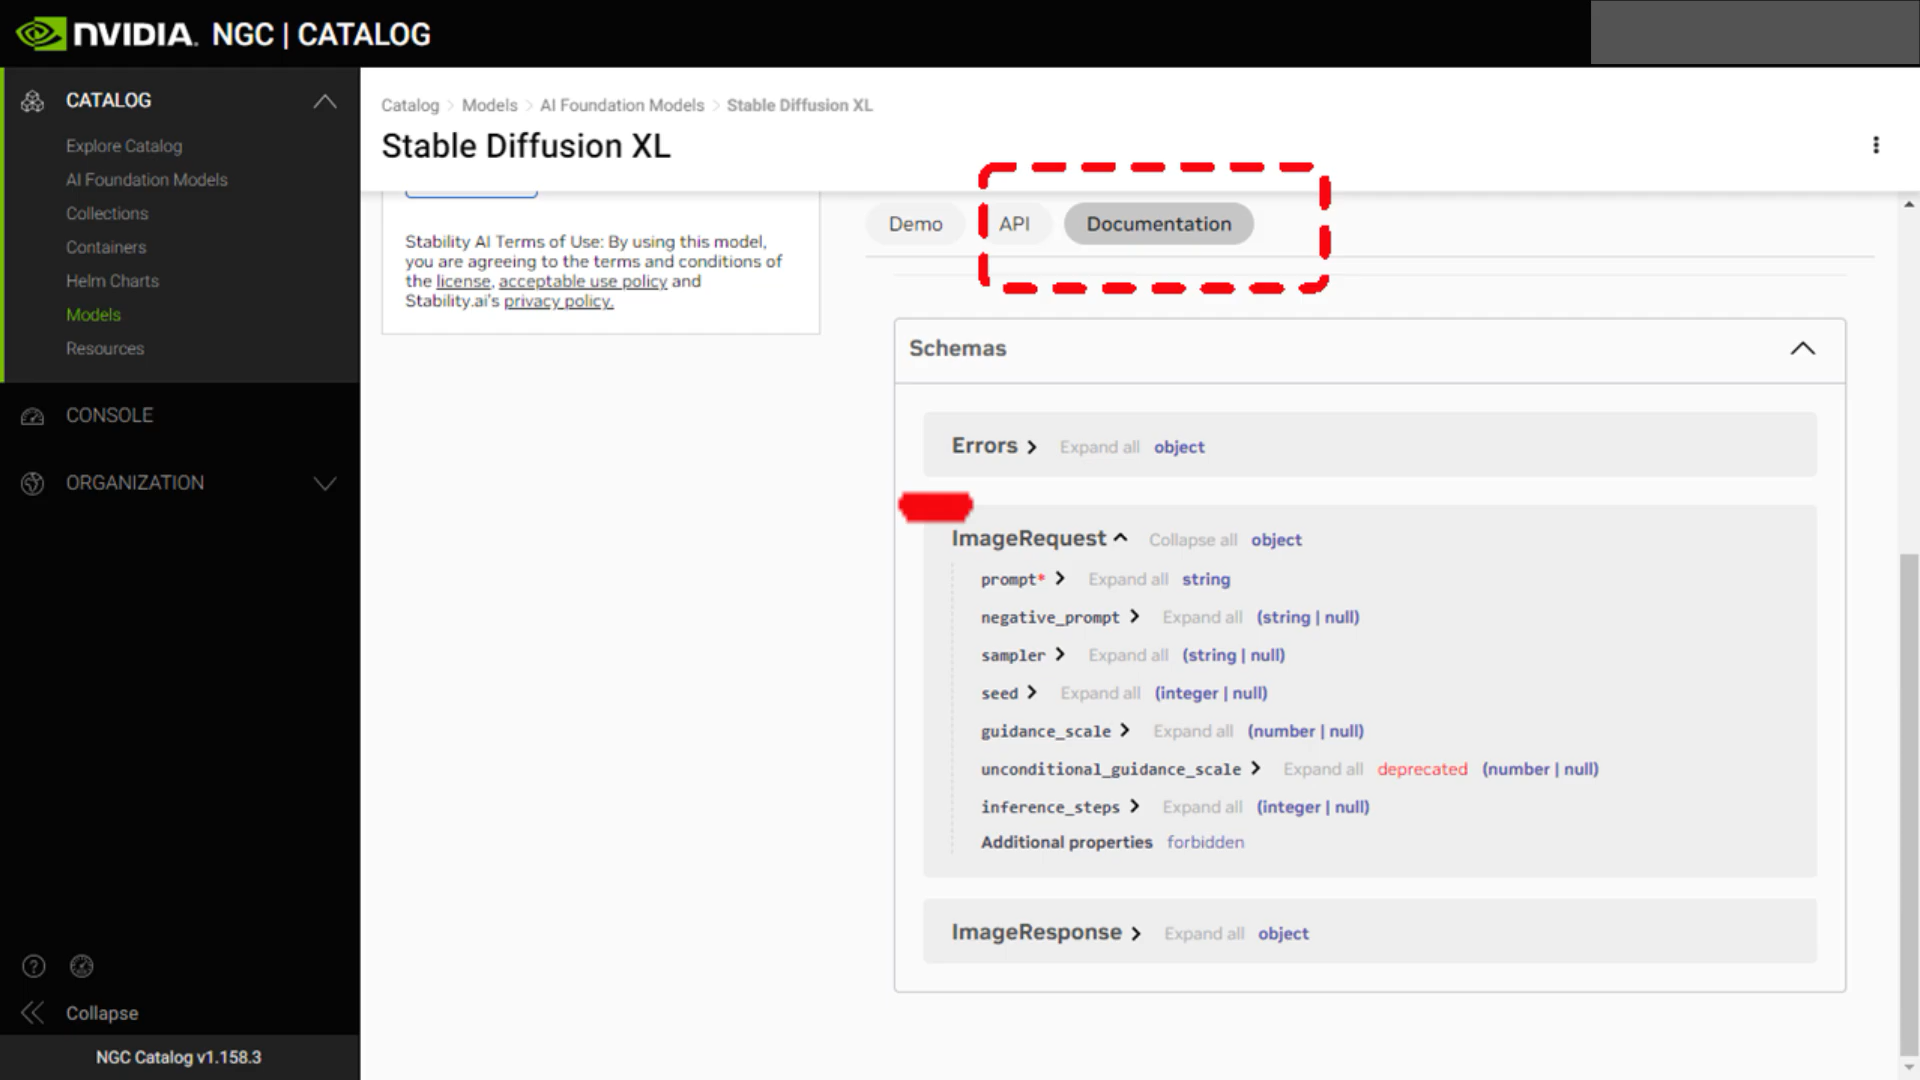 NVIDIA. NGC | CATALOG
CATALOG
Explore Catalog
AI Foundation Models
Collections
Containers
Helm Charts
Models
Resources
CONSOLE
ORGANIZATION
Collapse
NGC Catalog v1.158.3
Catalog > Models > AI Foundation Models > Stable Diffusion XL
Stable Diffusion XL
Stability AI Terms of Use: By using this model,
you are agreeing to the terms and conditions of
the license, acceptable use policy and
Stability.ai's privacy policy.
Demo API Documentation
Schemas
Errors Expand all object
ImageRequest Collapse all object
prompt* Expand all string
negative_prompt Expand all (string | null)
sampler Expand all (string | null)
seed Expand all (integer | null)
guidance_scale Expand all (number | null)
unconditional_guidance_scale Expand all deprecated (number | null)
inference_steps Expand all (integer | null)
Additional properties forbidden
ImageResponse Expand all object